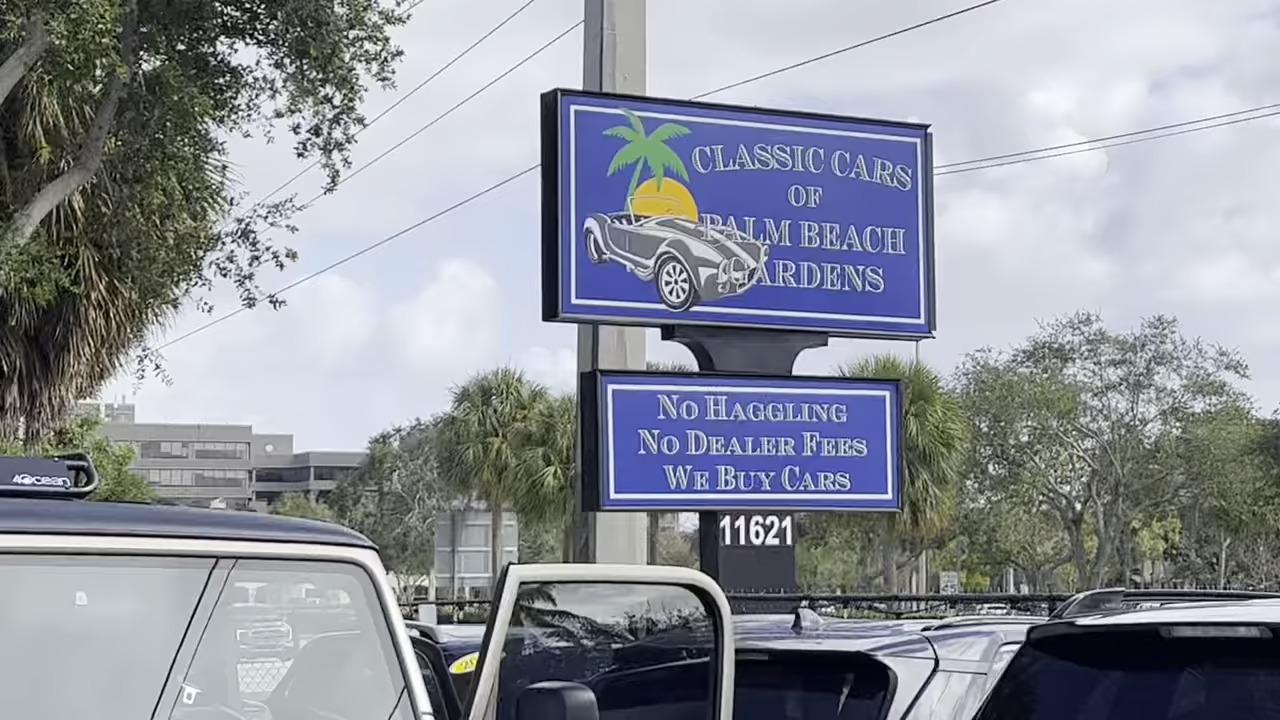 CLASSIC CARS
OF
PALM BEACH
GARDENS
NO HAGGLING
NO DEALER FEES
WE BUY CARS
11621
ocean